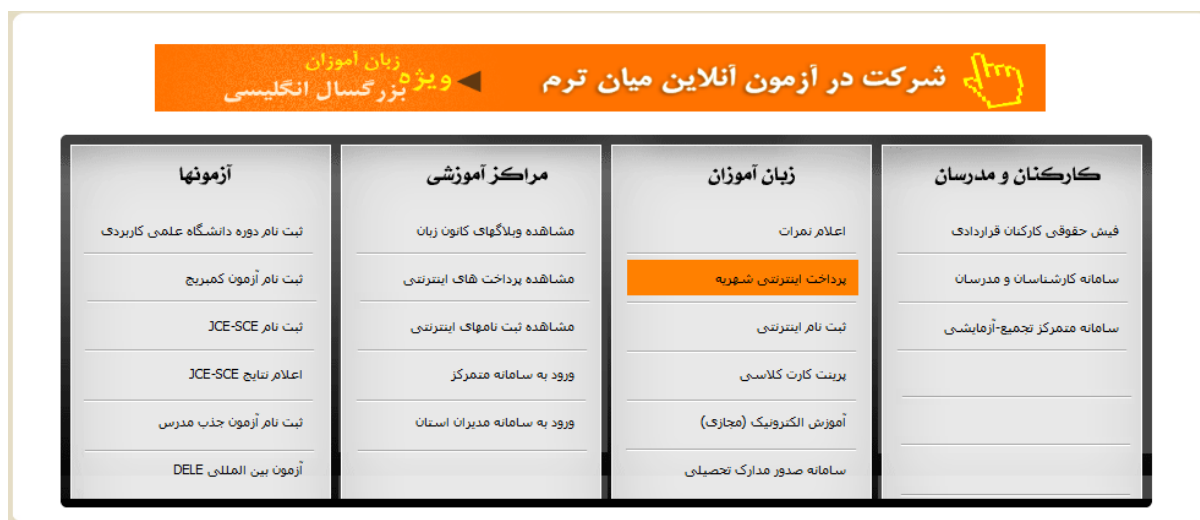 شرکت در آزمون آنلاین میان ترم
ویژه
زبان آموزان
بزرگسال انگلیسی
کارکنان و مدرسان
فیش حقوقی کارکنان قراردادی
سامانه کارشناسان و مدرسان
سامانه متمرکز تجمیع-آزمایشی
زبان آموزان
اعلام نمرات
پرداخت اینترنتی شهریه
ثبت نام اینترنتی
پرینت کارت کلاسی
آموزش الکترونیک (مجازی)
سامانه صدور مدارک تحصیلی
مراکز آموزشی
مشاهده وبلاگهای کانون زبان
مشاهده پرداخت های اینترنتی
مشاهده ثبت نامهای اینترنتی
ورود به سامانه متمرکز
ورود به سامانه مدیران استان
آزمونها
ثبت نام دوره دانشگاه علمی کاربردی
ثبت نام آزمون کمبریج
ثبت نام JCE-SCE
اعلام نتایج JCE-SCE
ثبت نام آزمون جذب مدرس
آزمون بین المللی DELE